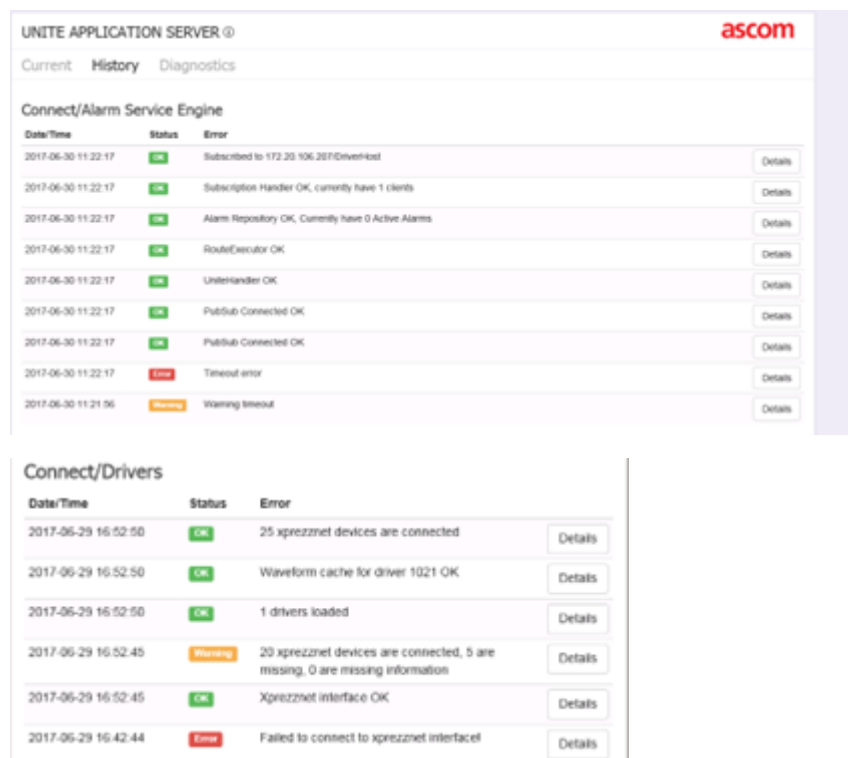 UNITE APPLICATION SERVER ⓘ ascom
Current History Diagnostics
Connect/Alarm Service Engine
Date/Time Status Error
2017-06-30 11:22:17 OK Subscribed to 172.20.106.207/DriverHost Details
2017-06-30 11:22:17 OK Subscription Handler OK, currently have 1 clients Details
2017-06-30 11:22:17 OK Alarm Repository OK, Currently have 0 Active Alarms Details
2017-06-30 11:22:17 OK RouteExecutor OK Details
2017-06-30 11:22:17 OK UniteHandler OK Details
2017-06-30 11:22:17 OK PubSub Connected OK Details
2017-06-30 11:22:17 OK PubSub Connected OK Details
2017-06-30 11:22:17 Error Timeout error Details
2017-06-30 11:21:56 Warning Warning timeout Details
Connect/Drivers
Date/Time Status Error
2017-06-29 16:52:50 OK 25 xprezznet devices are connected Details
2017-06-29 16:52:50 OK Waveform cache for driver 1021 OK Details
2017-06-29 16:52:50 OK 1 drivers loaded Details
2017-06-29 16:52:45 Warning 20 xprezznet devices are connected, 5 are Details
missing, 0 are missing information
2017-06-29 16:52:45 OK Xprezznet interface OK Details
2017-06-29 16:42:44 Error Failed to connect to xprezznet interface! Details